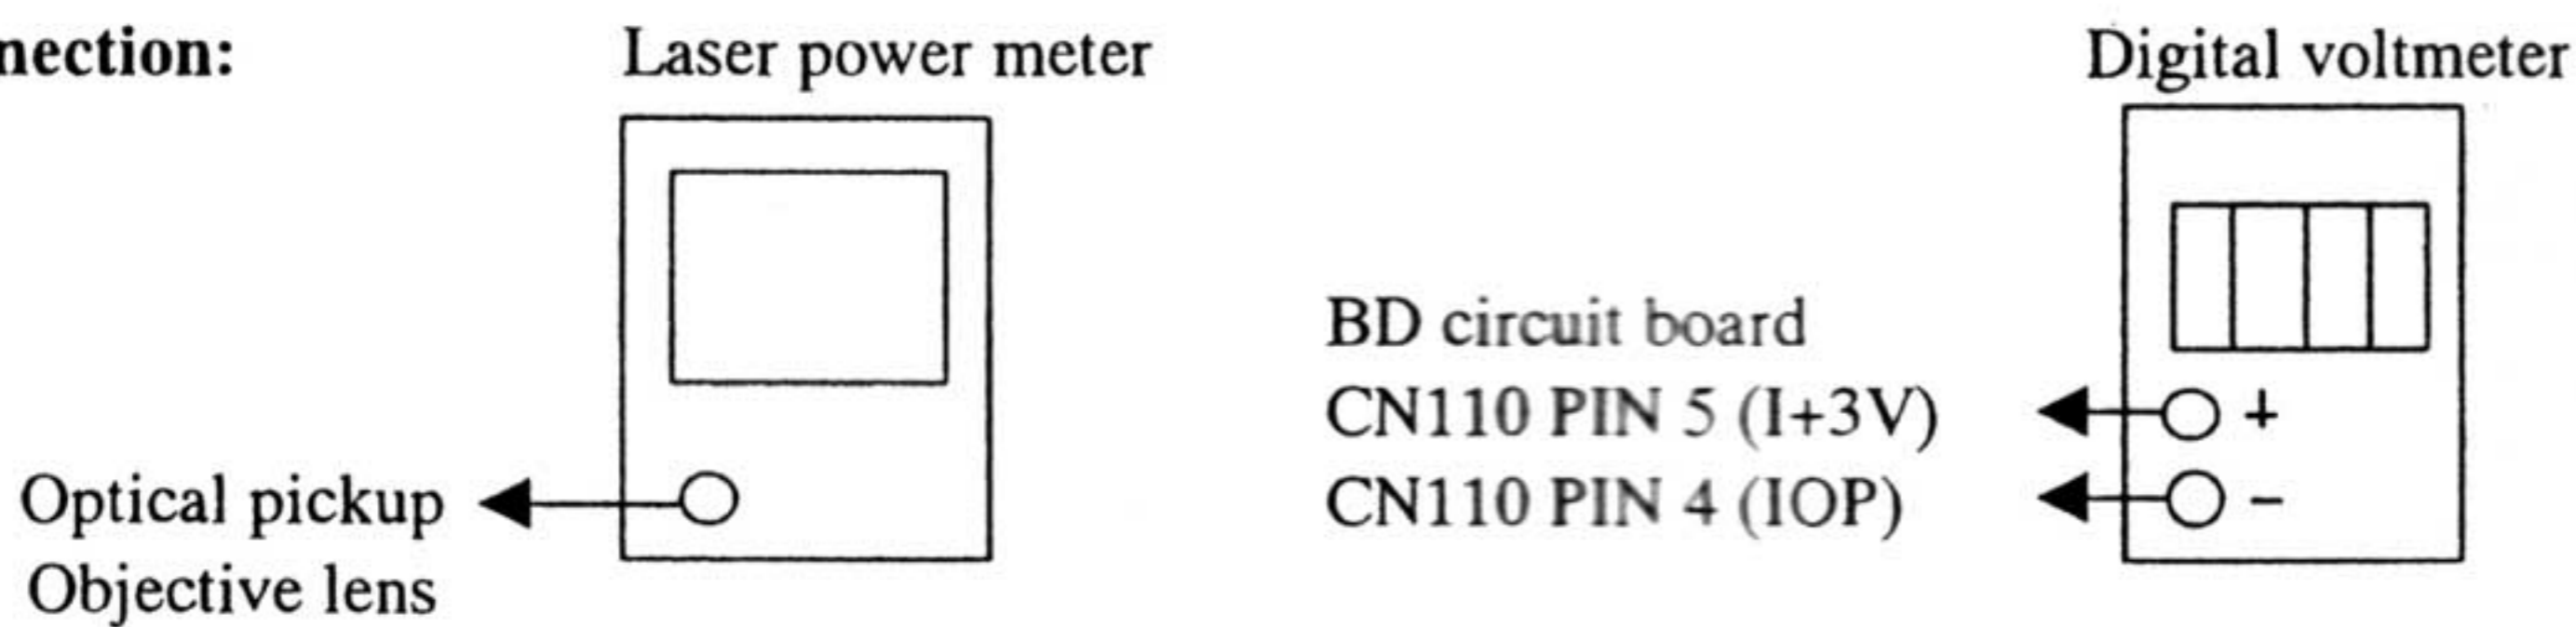 nection:
Laser power meter
Digital voltmeter
BD circuit board
CN110 PIN 5 (I+3V)
CN110 PIN 4 (IOP)
+
−
Optical pickup
Objective lens